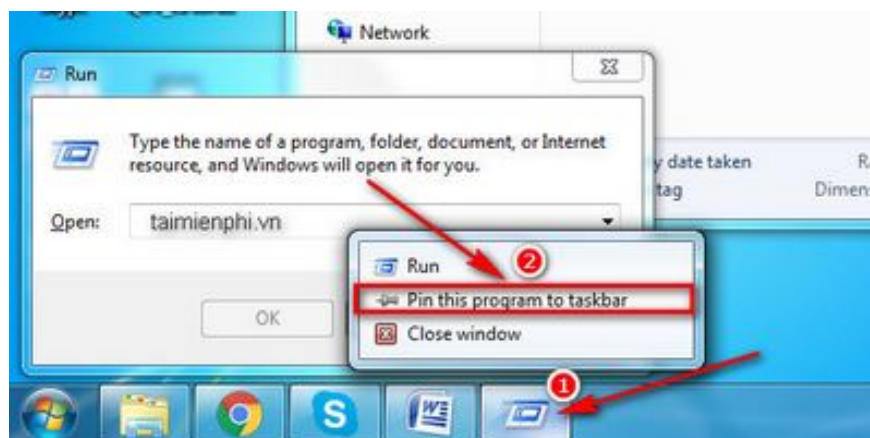 Network
Run
Type the name of a program, folder, document, or Internet
resource, and Windows will open it for you.
y date taken
tag
Dimen
Open:
taimienphi.vn
Run
2
Pin this program to taskbar
OK
Close window
1
S
W